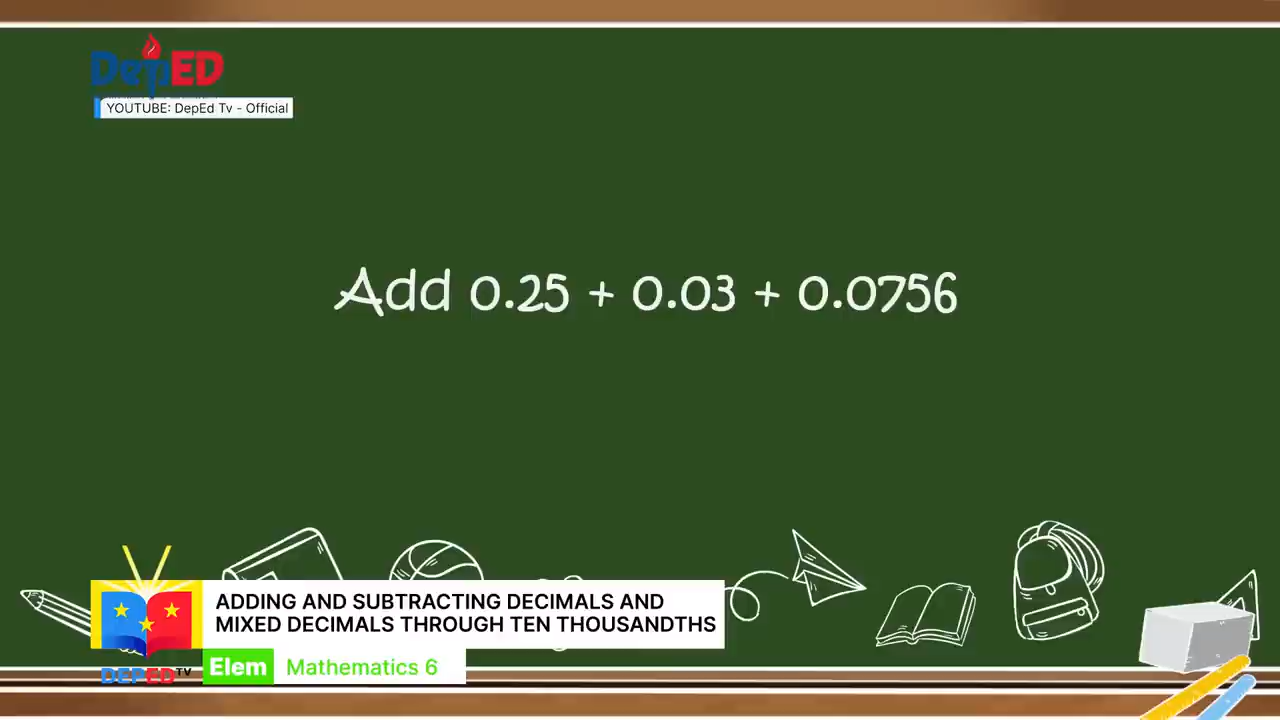 DepED
YOUTUBE: DepEd Tv - Official
Add 0.25 + 0.03 + 0.0756
ADDING AND SUBTRACTING DECIMALS AND
MIXED DECIMALS THROUGH TEN THOUSANDTHS
DEPED TV
Elem Mathematics 6